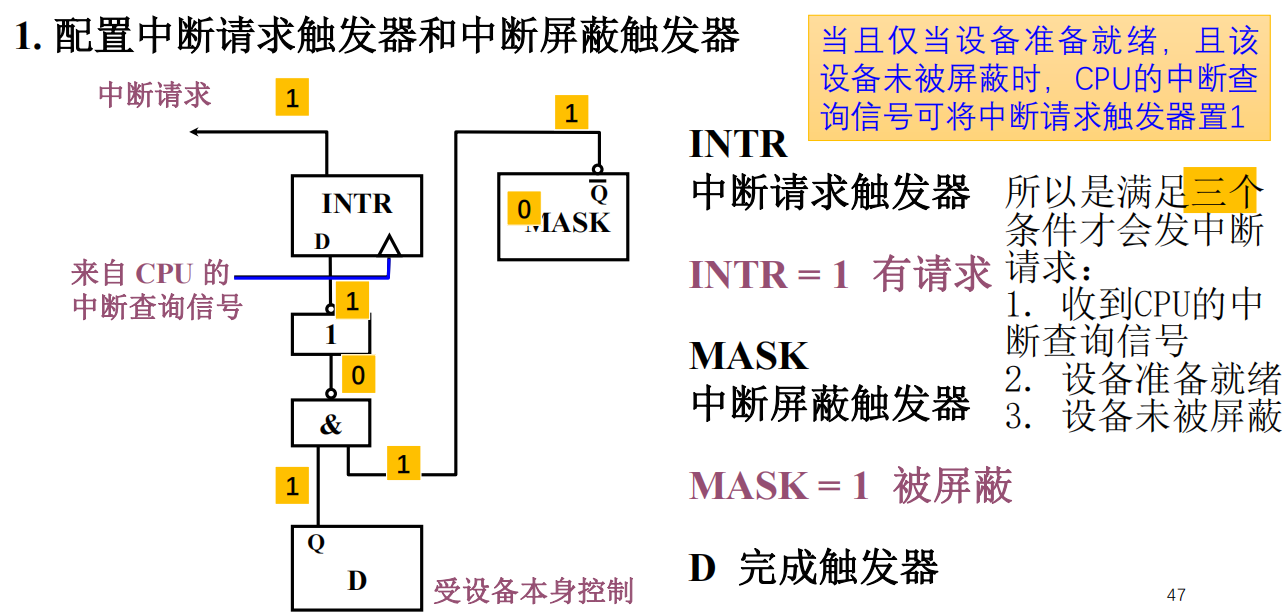 1. 配置中断请求触发器和中断屏蔽触发器
当且仅当设备准备就绪，且该
设备未被屏蔽时，CPU的中断查
询信号可将中断请求触发器置1
中断请求
1
1
INTR
D
来自 CPU 的
中断查询信号
1
1
0
&
1
1
Q
D
受设备本身控制
Q
0
MASK
INTR
中断请求触发器
INTR = 1 有请求
MASK
中断屏蔽触发器
MASK = 1 被屏蔽
D 完成触发器
所以是满足三个
条件才会发中断
请求：
1. 收到CPU的中
断查询信号
2. 设备准备就绪
3. 设备未被屏蔽
47